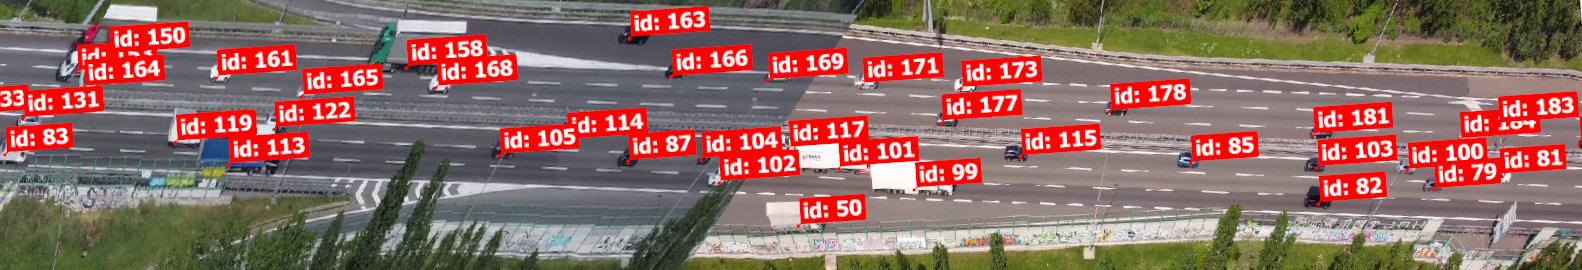 id: 163
id: 150
id: 158
id: 161
id: 166
id: 169
id: 164
id: 168
id: 171
id: 173
id: 165
id: 178
id: 131
id: 177
id: 183
id: 122
id: 181
id: 119
id: 114
id: 83
id: 105
id: 117
id: 104
id: 87
id: 115
id: 85
id: 113
id: 101
id: 103
id: 100
id: 81
id: 102
id: 99
id: 79
id: 82
id: 50